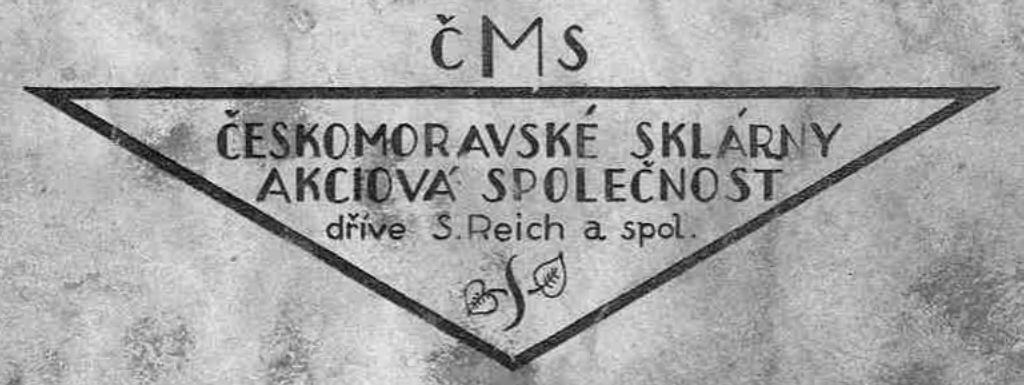 ČMS
ČESKOMORAVSKÉ SKLÁRNY
AKCIOVÁ SPOLEČNOST
dříve S. Reich a spol.